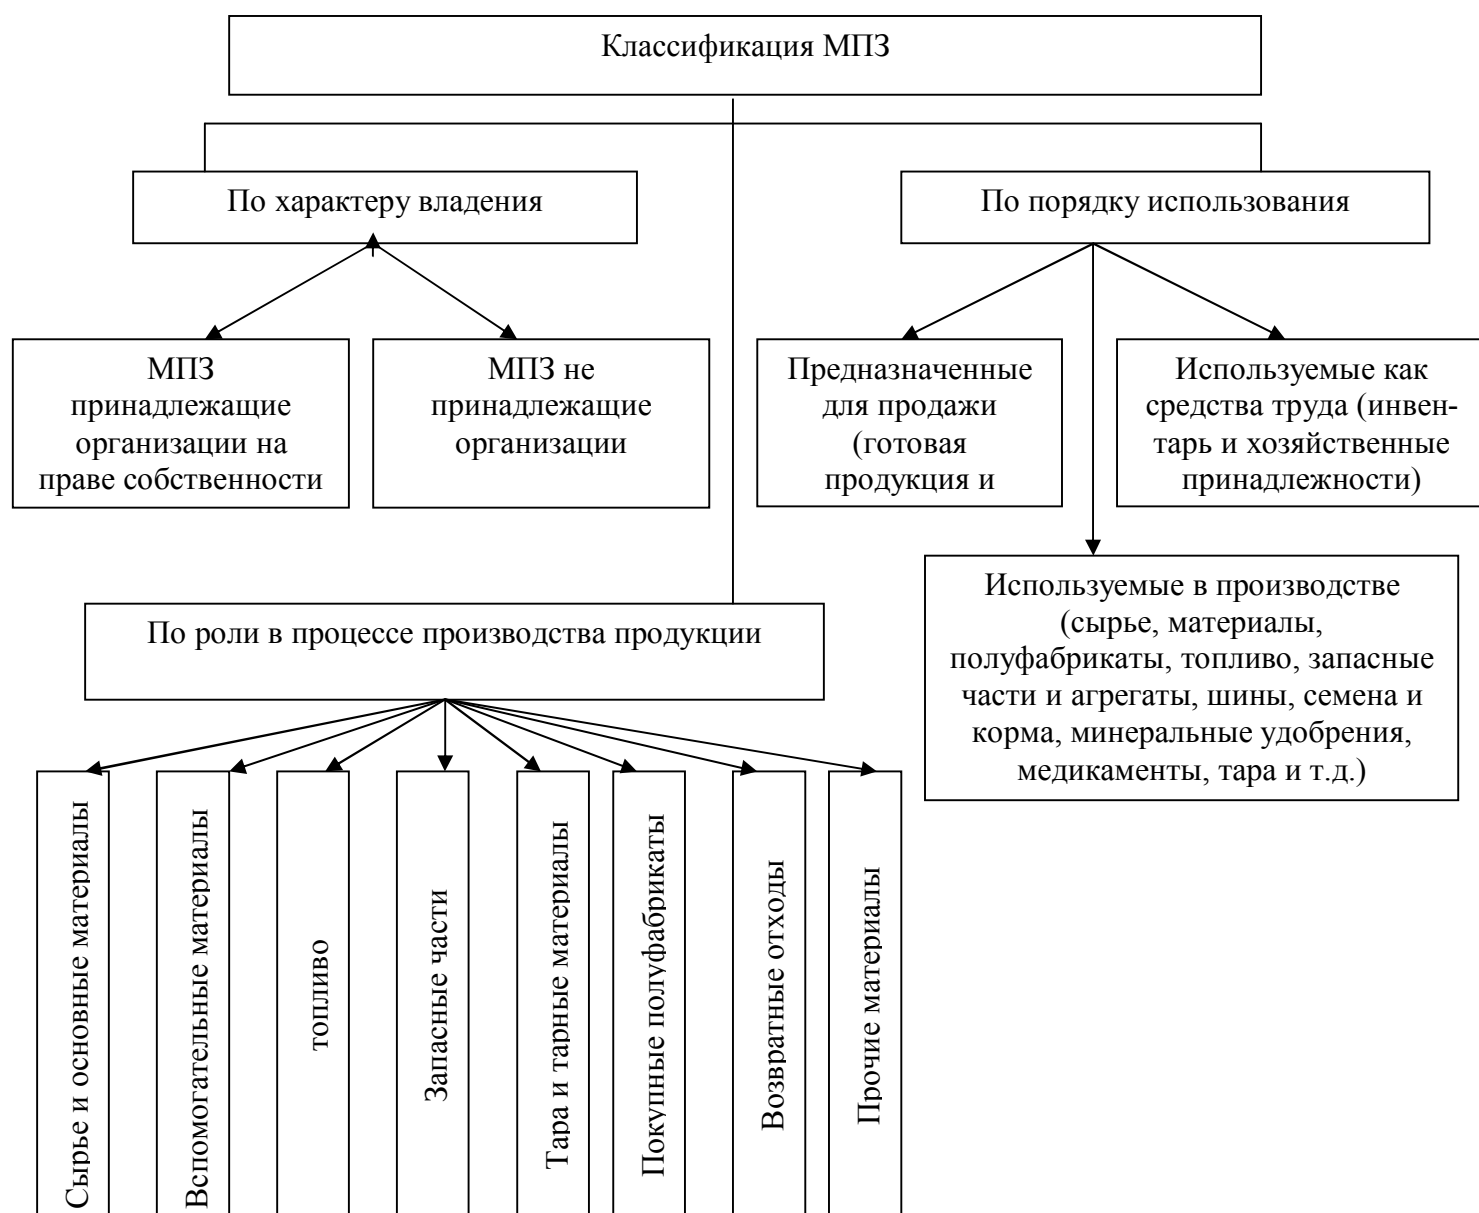 Классификация МПЗ
По характеру владения
По порядку использования
МПЗ
принадлежащие
организации на
праве собственности
МПЗ не
принадлежащие
организации
Предназначенные
для продажи
(готовая
продукция и
Используемые как
средства труда (инвен-
тарь и хозяйственные
принадлежности)
Используемые в производстве
(сырье, материалы,
полуфабрикаты, топливо, запасные
части и агрегаты, шины, семена и
корма, минеральные удобрения,
медикаменты, тара и т.д.)
По роли в процессе производства продукции
Сырье и основные материалы
Вспомогательные материалы
топливо
Запасные части
Тара и тарные материалы
Покупные полуфабрикаты
Возвратные отходы
Прочие материалы